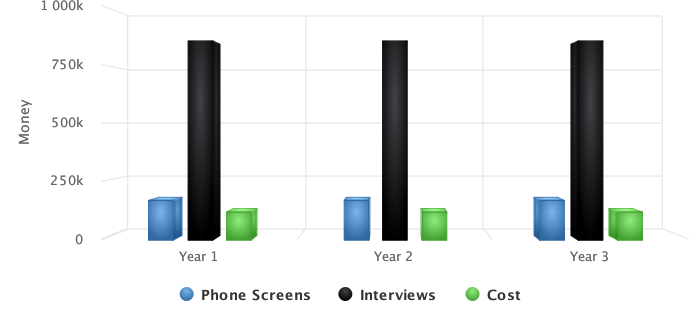 1 000k
750k
500k
250k
0
Money
Year 1 Year 2 Year 3
Phone Screens Interviews Cost